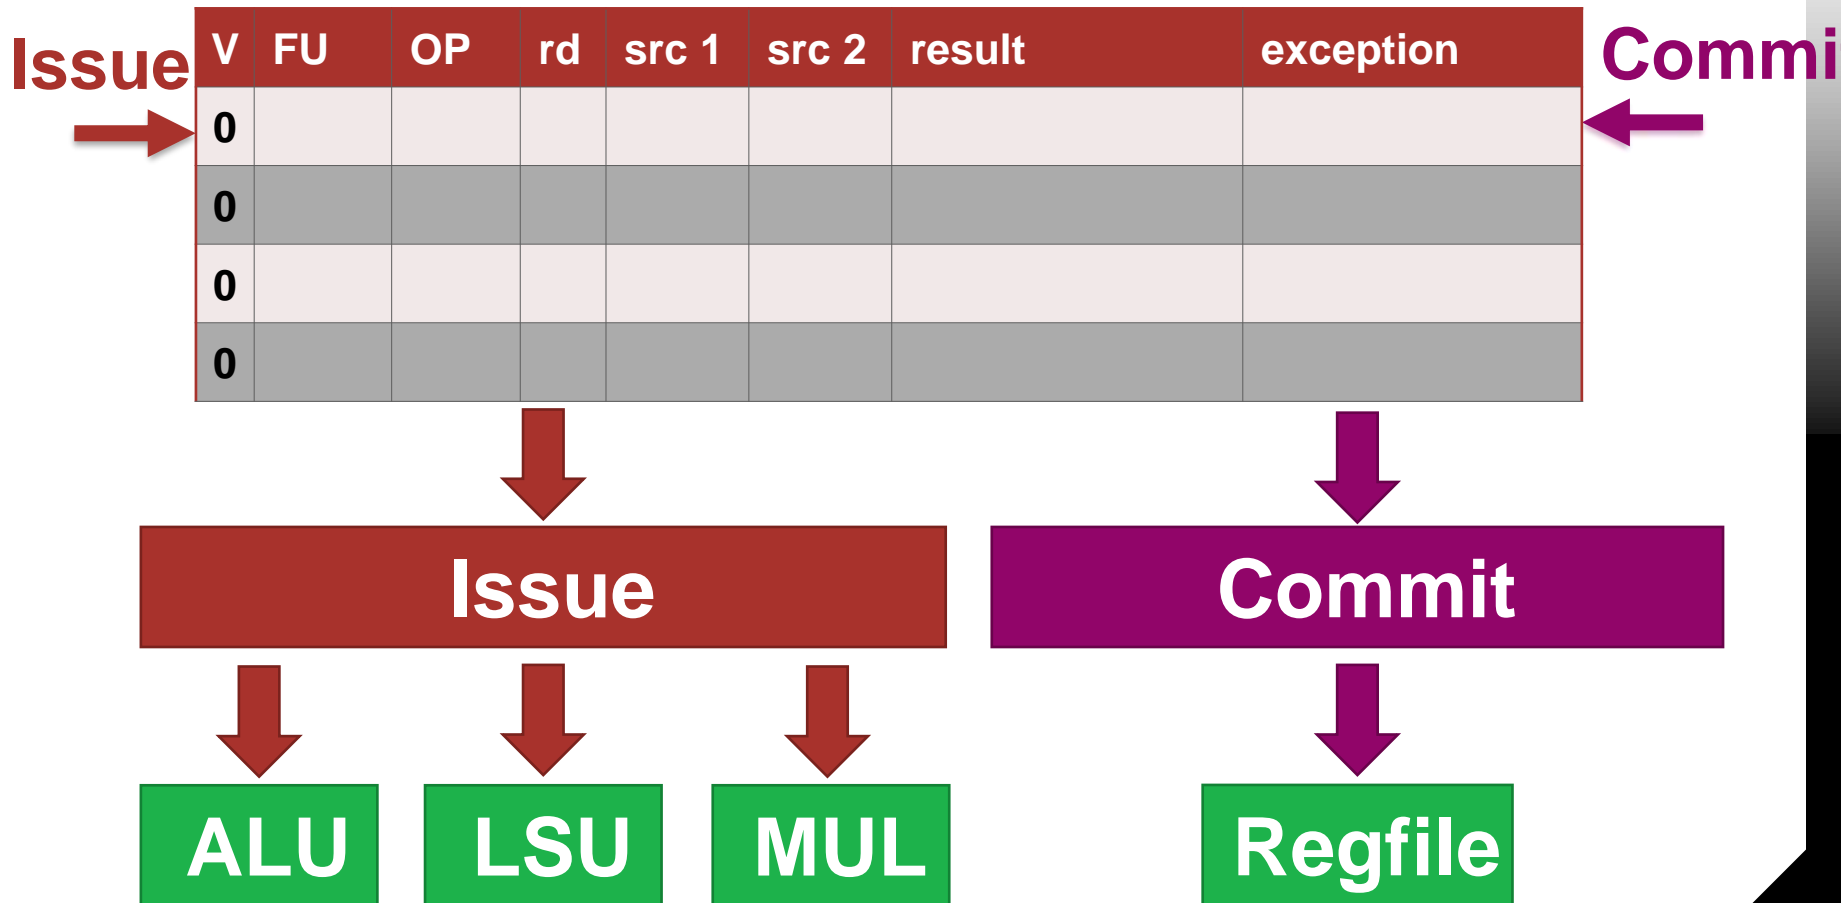 Issue V FU OP rd src 1 src 2 result exception Commi
0
0
0
0
Issue Commit
ALU LSU MUL Regfile